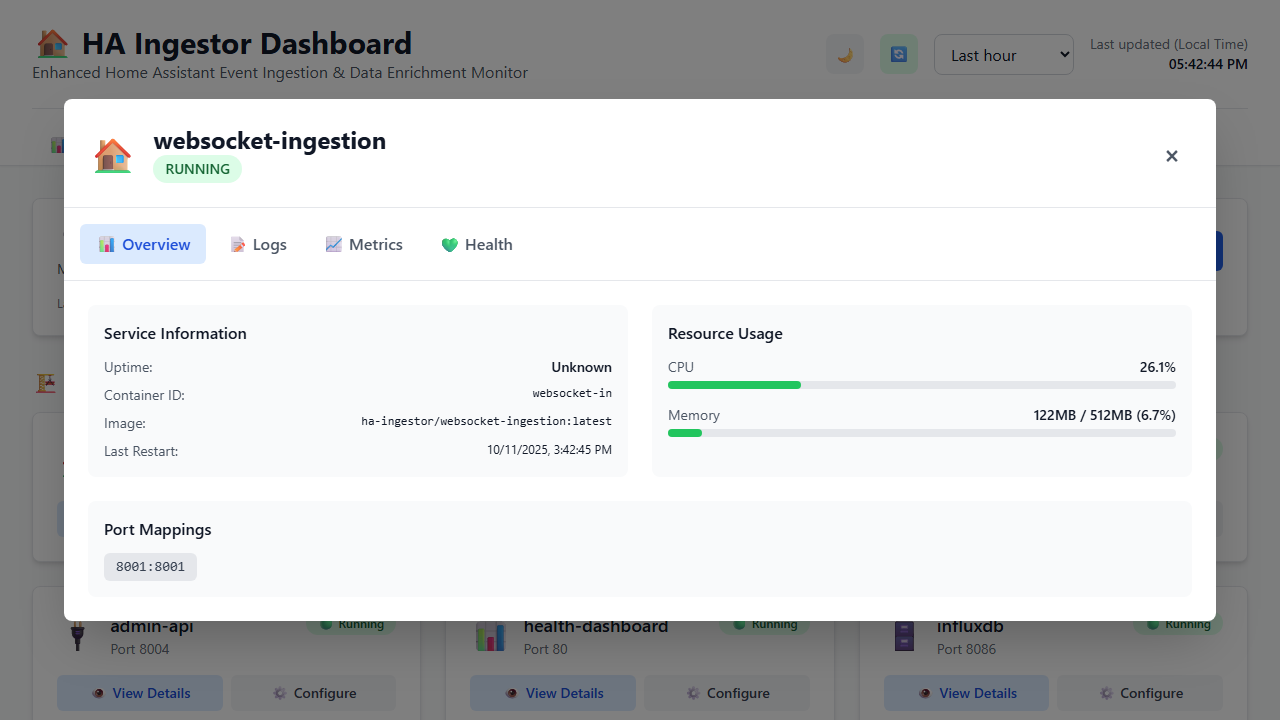 HA Ingestor Dashboard
Enhanced Home Assistant Event Ingestion & Data Enrichment Monitor
Last hour
Last updated (Local Time)
05:42:44 PM
websocket-ingestion
RUNNING
×
Overview
Logs
Metrics
Health
Service Information
Uptime:
Unknown
Container ID:
websocket-in
Image:
ha-ingestor/websocket-ingestion:latest
Last Restart:
10/11/2025, 3:42:45 PM
Resource Usage
CPU
26.1%
Memory
122MB / 512MB (6.7%)
Port Mappings
8001:8001
admin-api
Running
Port 8004
View Details
Configure
health-dashboard
Running
Port 80
View Details
Configure
influxdb
Running
Port 8086
View Details
Configure